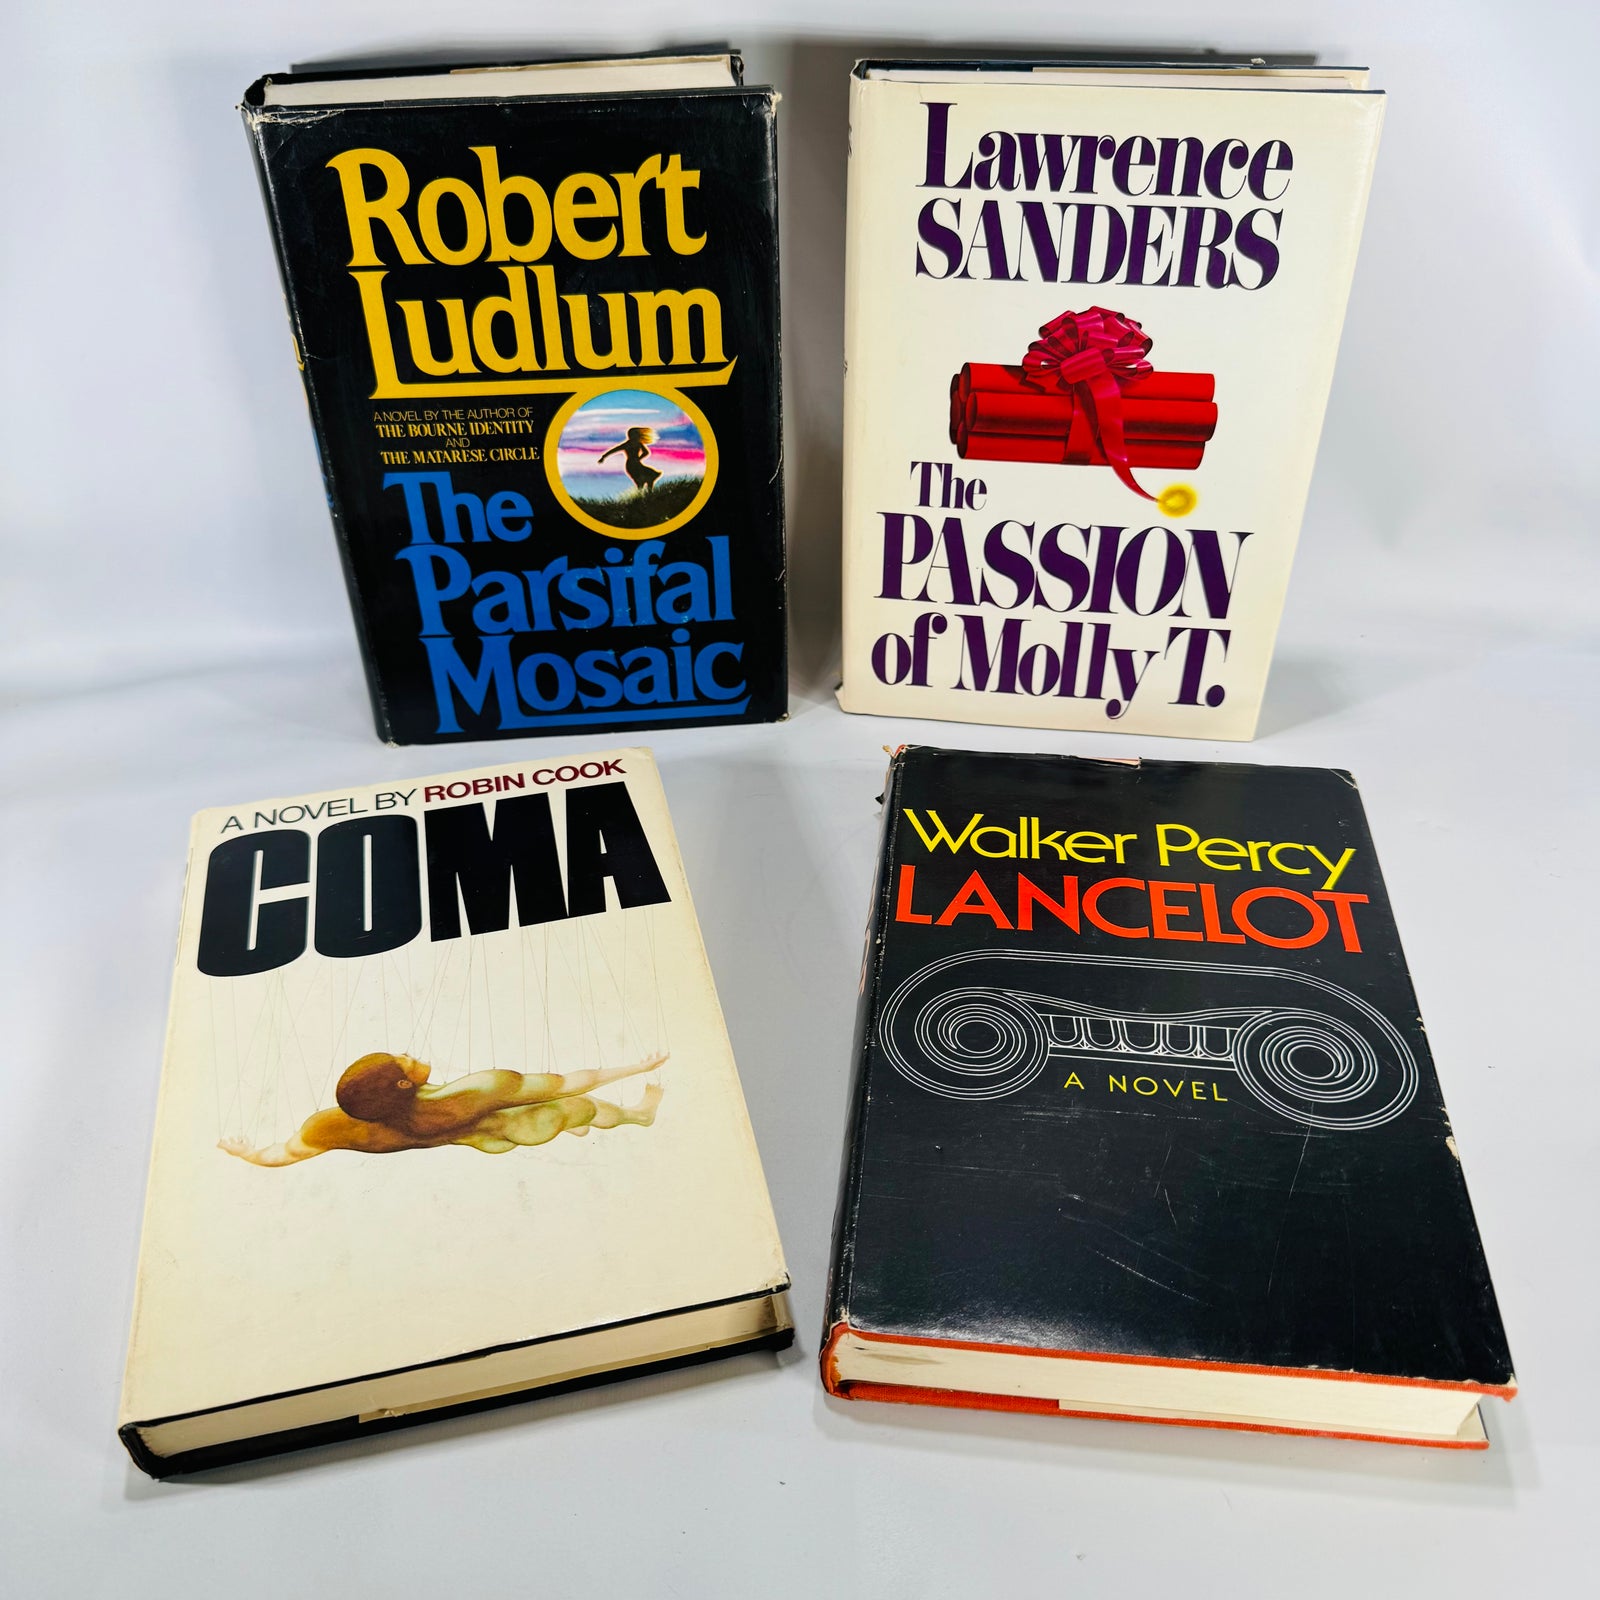 Robert
Ludlum
A NOVEL BY THE AUTHOR OF
THE BOURNE IDENTITY
AND
THE MATARESE CIRCLE
The
Parsifal
Mosaic
Lawrence
SANDERS
The
PASSION
of Molly T.
A NOVEL BY ROBIN COOK
COMA
Walker Percy
LANCELOT
A NOVEL